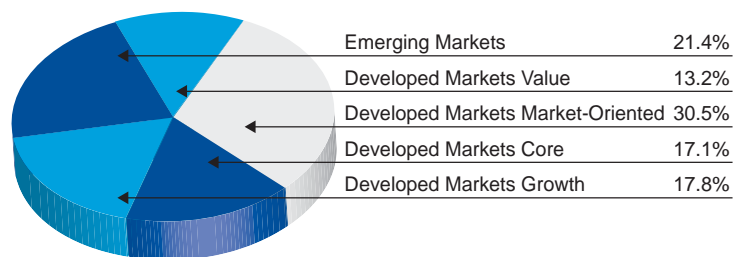 Emerging Markets 21.4%
Developed Markets Value 13.2%
Developed Markets Market-Oriented 30.5%
Developed Markets Core 17.1%
Developed Markets Growth 17.8%